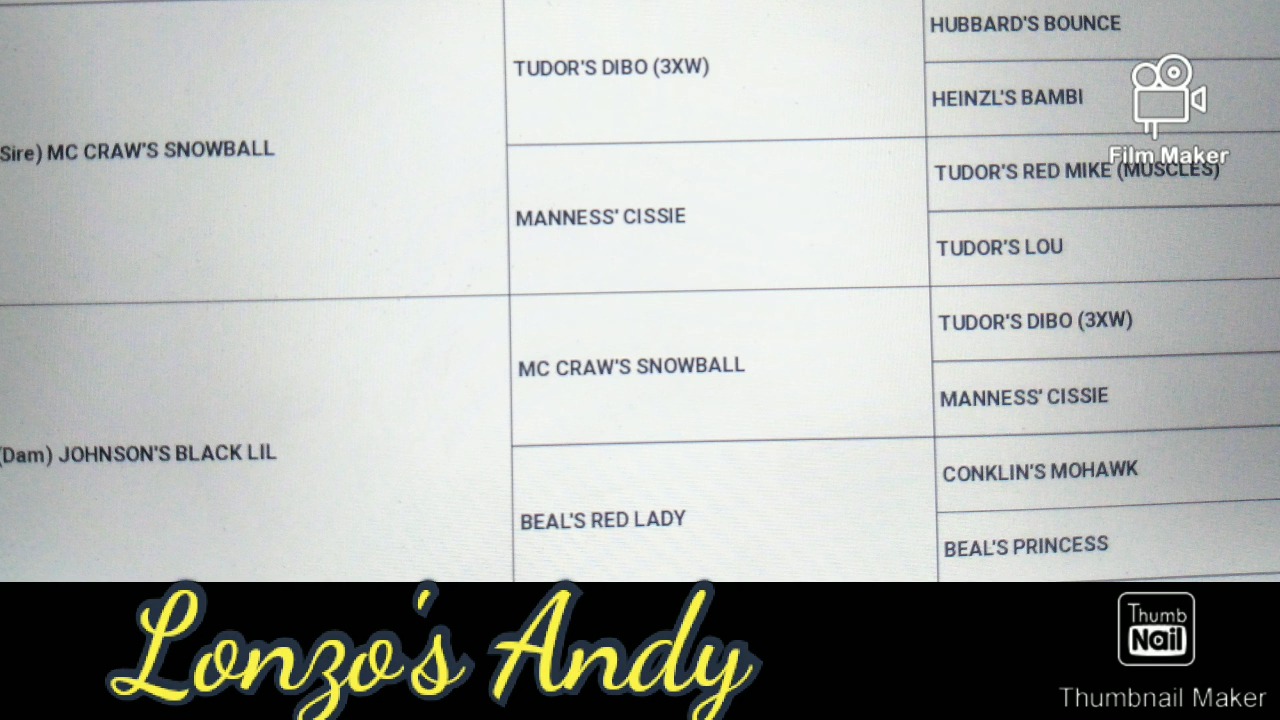 HUBBARD'S BOUNCE
TUDOR'S DIBO (3XW)
HEINZL'S BAMBI
Sire) MC CRAW'S SNOWBALL
Film Maker
TUDOR'S RED MIKE (MUSCLES)
MANNESS' CISSIE
TUDOR'S LOU
TUDOR'S DIBO (3XW)
MC CRAW'S SNOWBALL
MANNESS' CISSIE
(Dam) JOHNSON'S BLACK LIL
CONKLIN'S MOHAWK
BEAL'S RED LADY
BEAL'S PRINCESS
Lonzo's Andy
Thumb
Nail
Thumbnail Maker